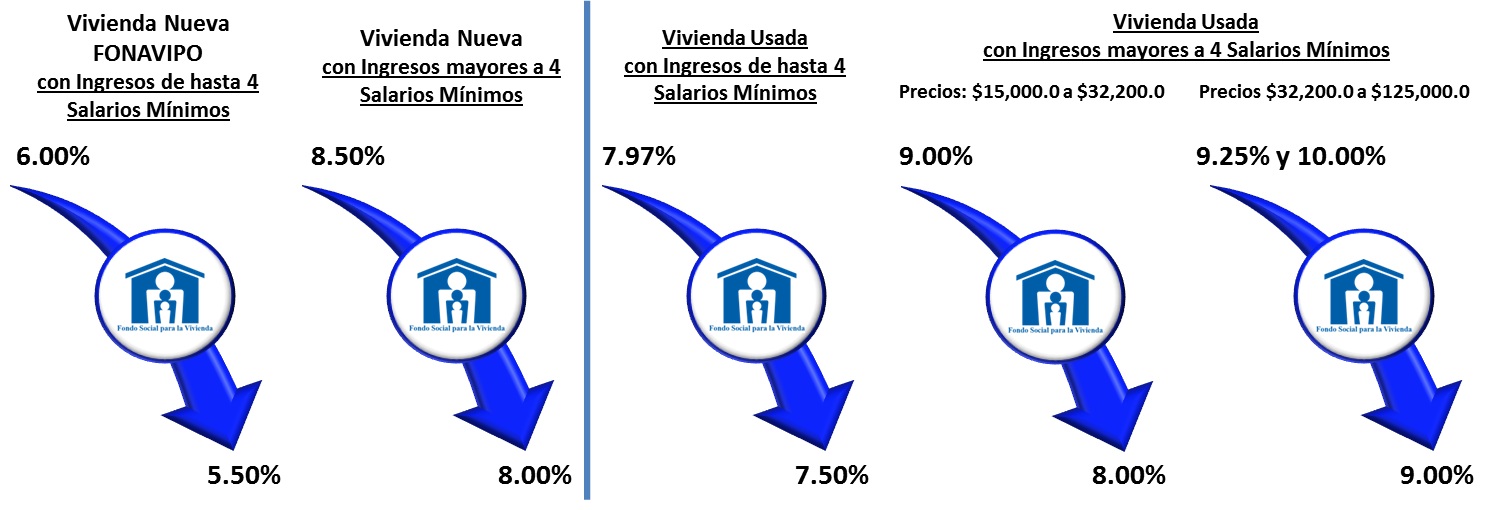 Vivienda Nueva
FONAVIPO
con Ingresos de hasta 4
Salarios Mínimos
6.00%
Fondo Social para la Vivienda
5.50%
Vivienda Nueva
con Ingresos mayores a 4
Salarios Mínimos
8.50%
Fondo Social para la Vivienda
8.00%
Vivienda Usada
con Ingresos de hasta 4
Salarios Mínimos
7.97%
Fondo Social para la Vivienda
7.50%
Vivienda Usada
con Ingresos mayores a 4 Salarios Mínimos
Precios: $15,000.0 a $32,200.0
9.00%
Fondo Social para la Vivienda
8.00%
Precios $32,200.0 a $125,000.0
9.25% y 10.00%
Fondo Social para la Vivienda
9.00%